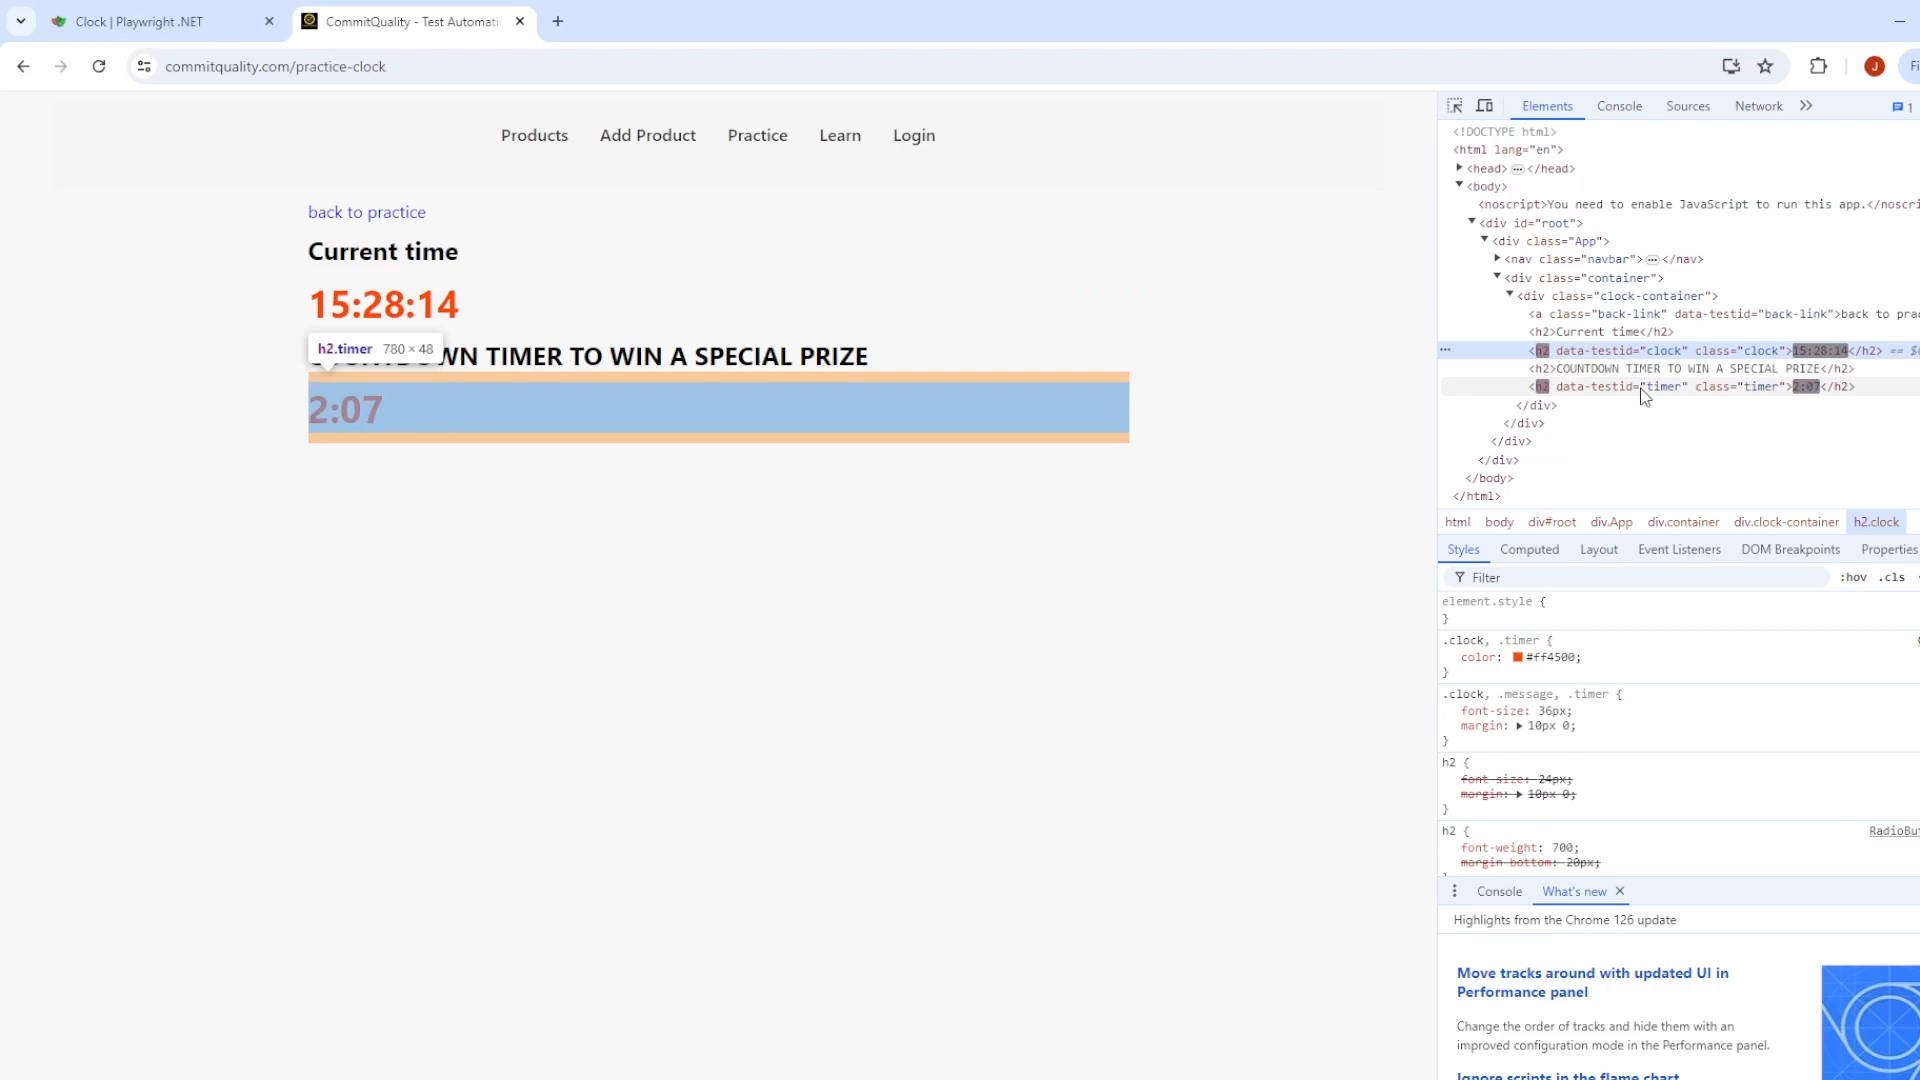 Clock | Playwright .NET
CommitQuality - Test Automati
commitquality.com/practice-clock
J
Fi
Products Add Product Practice Learn Login
back to practice
Current time
15:28:14
h2.timer 780 × 48
WN TIMER TO WIN A SPECIAL PRIZE
2:07
Elements Console Sources Network 1
<!DOCTYPE html>
<html lang="en">
<head> </head>
<body>
<noscript>You need to enable JavaScript to run this app.</noscri
<div id="root">
<div class="App">
<nav class="navbar"> </nav>
<div class="container">
<div class="clock-container">
<a class="back-link" data-testid="back-link">back to prac
<h2>Current time</h2>
<h2 data-testid="clock" class="clock">15:28:14</h2> == $
<h2>COUNTDOWN TIMER TO WIN A SPECIAL PRIZE</h2>
<h2 data-testid="timer" class="timer">2:07</h2>
</div>
</div>
</div>
</div>
</body>
</html>
html body div#root div.App div.container div.clock-container h2.clock
Styles Computed Layout Event Listeners DOM Breakpoints Properties
Filter :hov .cls
element.style {
}
.clock, .timer {
color: #ff4500;
}
.clock, .message, .timer {
font-size: 36px;
margin: 10px 0;
}
h2 {
font-size: 24px;
margin: 10px 0;
}
h2 { RadioBut
font-weight: 700;
margin-bottom: 20px;
Console What's new
Highlights from the Chrome 126 update
Move tracks around with updated UI in
Performance panel
Change the order of tracks and hide them with an
improved configuration mode in the Performance panel.
Ignore scripts in the flame chart